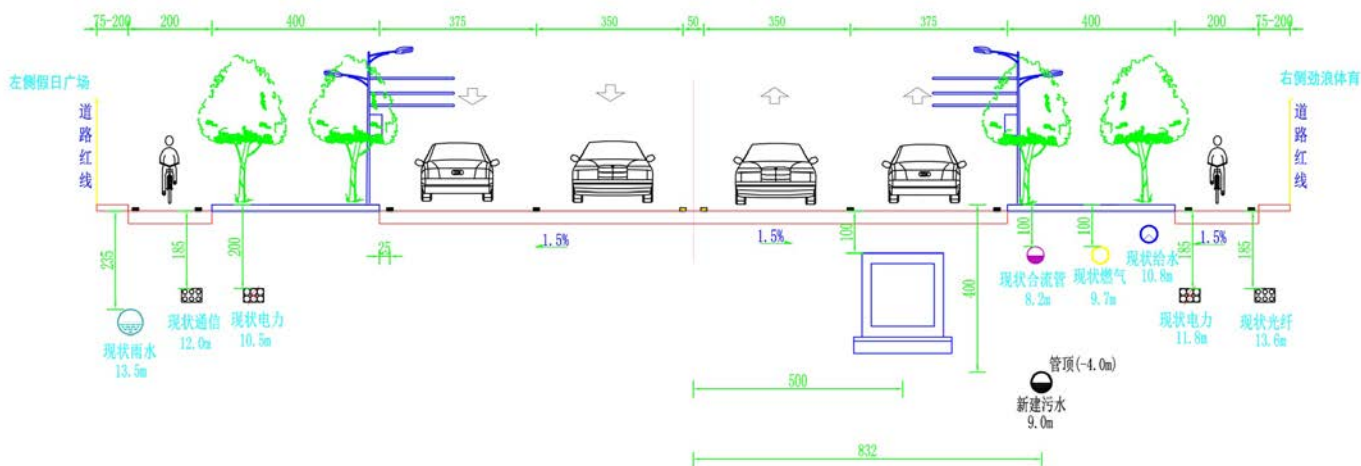 75-200 200 400 375 350 50 350 375 400 200 75-200
左侧假日广场
右侧劲浪体育
道路红线
道路红线
235
185
200
25
1.5%
1.5%
100
400
100
100
185
1.5%
185
现状雨水
13.5m
现状通信
12.0m
现状电力
10.5m
现状合流管
8.2m
现状燃气
9.7m
现状给水
10.8m
现状电力
11.8m
现状光纤
13.6m
管顶(-4.0m)
新建污水
9.0m
500
832